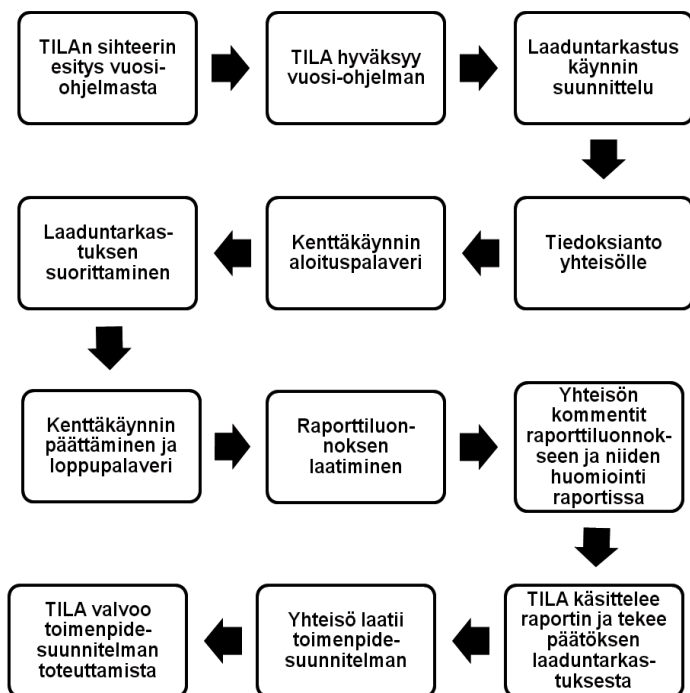 TILAn sihteerin
esitys vuosi-
ohjelmasta
TILA hyväksyy
vuosi-ohjelman
Laaduntarkastus
käynnin
suunnittelu
Tiedoksianto
yhteisölle
Kenttäkäynnin
aloituspalaveri
Laaduntarkas-
tuksen
suorittaminen
Kenttäkäynnin
päättäminen ja
loppupalaveri
Raporttiluon-
noksen
laatiminen
Yhteisön
kommentit
raporttiluonnok-
seen ja niiden
huomiointi
raportissa
TILA käsittelee
raportin ja tekee
päätöksen
laaduntarkas-
tuksesta
Yhteisö laatii
toimenpide-
suunnitelman
TILA valvoo
toimenpide-
suunnitelman
toteuttamista